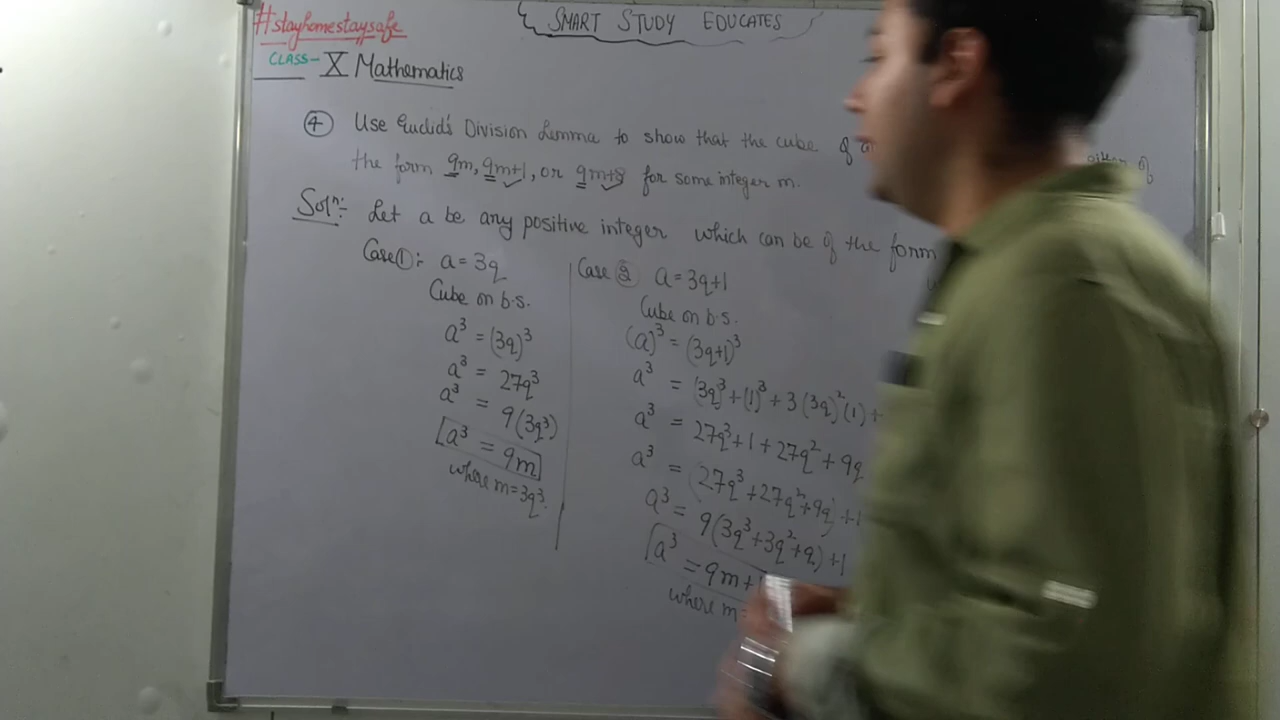 #stayhomestaysafe
SMART STUDY EDUCATES
CLASS- X Mathematics
④ Use Euclid's Division Lemma to show that the cube of
the form 9m, 9m+1, or 9m+8 for some integer m.
Solⁿ:- Let a be any positive integer which can be of the form
Case①: a = 3q
Cube on b.s.
a³ = (3q)³
a³ = 27q³
a³ = 9(3q³)
a³ = 9m
where m=3q³.
Case ② a = 3q+1
Cube on b.s.
(a)³ = (3q+1)³
a³ = (3q)³+(1)³ + 3(3q)²(1)+
a³ = 27q³+1+27q²+9q
a³ = (27q³+27q²+9q)+1
a³ = 9(3q³+3q²+q)+1
a³ = 9m+1
where m=